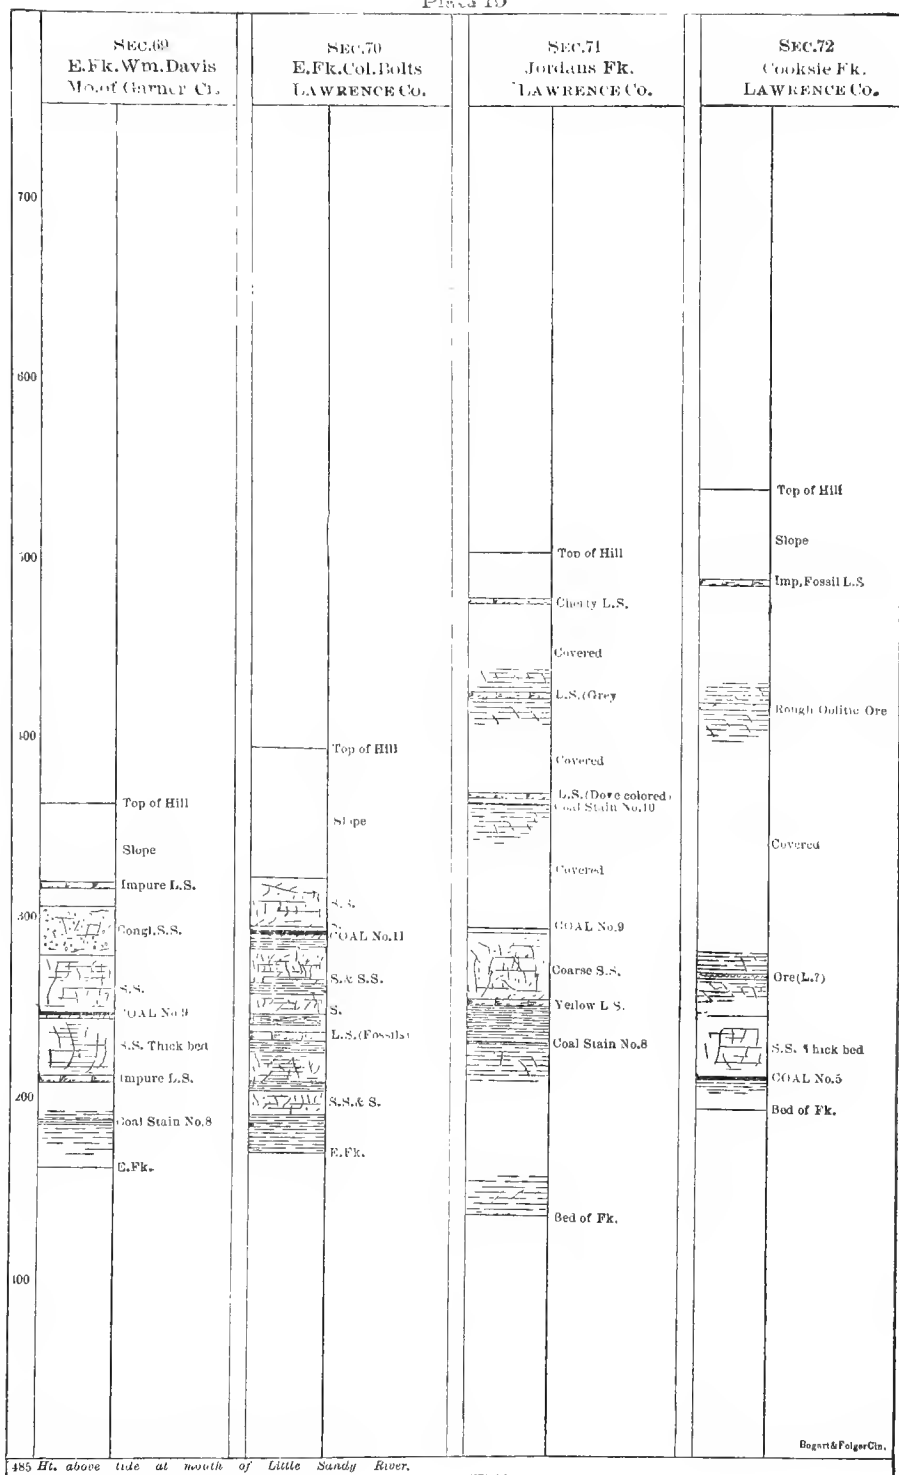 Plate 15
SEC.69
E.Fk.Wm.Davis
Mo.of Garner Ck.
SEC.70
E.Fk.Col.Bolts
LAWRENCE CO.
SEC.71
Jordans Fk.
LAWRENCE CO.
SEC.72
Cooksie Fk.
LAWRENCE CO.
700
600
500
400
300
200
100
Top of Hill
Slope
Impure L.S.
Congl.S.S.
S.S.
COAL No.9
S.S. Thick bed
Impure L.S.
Coal Stain No.8
E.Fk.
Top of Hill
Slope
S.S.
COAL No.11
S.& S.S.
S.
L.S.(Fossils)
S.S.& S.
E.Fk.
Top of Hill
Cherty L.S.
Covered
L.S.(Grey
Covered
L.S.(Dove colored)
Coal Stain No.10
Covered
COAL No.9
Coarse S.S.
Yellow L.S.
Coal Stain No.8
Bed of Fk.
Top of Hill
Slope
Imp,Fossil L.S
Rough Oolitic Ore
Covered
Ore(L.?)
S.S. Thick bed
COAL No.5
Bed of Fk.
Bogart&FolgerCin.
485 Ht. above tide at mouth of Little Sandy River.